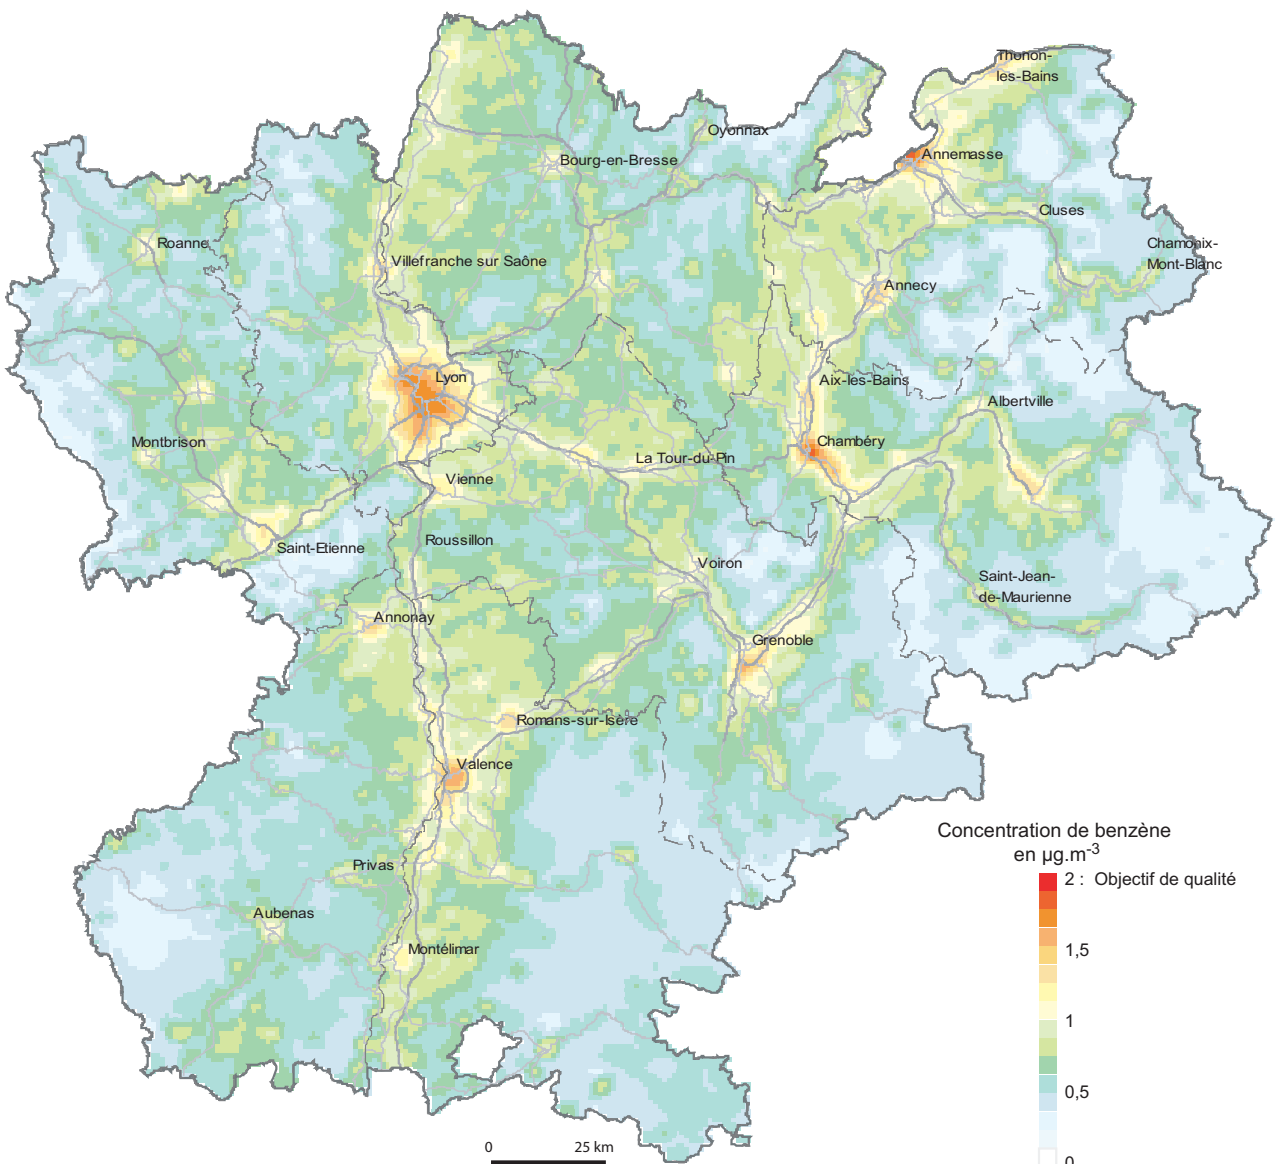 Thonon-
les-Bains
Oyonnax
Annemasse
Bourg-en-Bresse
Cluses
Roanne
Chamonix-
Mont-Blanc
Villefranche sur Saône
Annecy
Lyon
Aix-les-Bains
Albertville
Montbrison
Chambéry
La Tour-du-Pin
Vienne
Roussillon
Saint-Etienne
Voiron
Saint-Jean-
de-Maurienne
Annonay
Grenoble
Romans-sur-Isère
Valence
Concentration de benzène
en µg.m-3
Privas
2 : Objectif de qualité
Aubenas
Montélimar
1,5
1
0,5
0
0 25 km